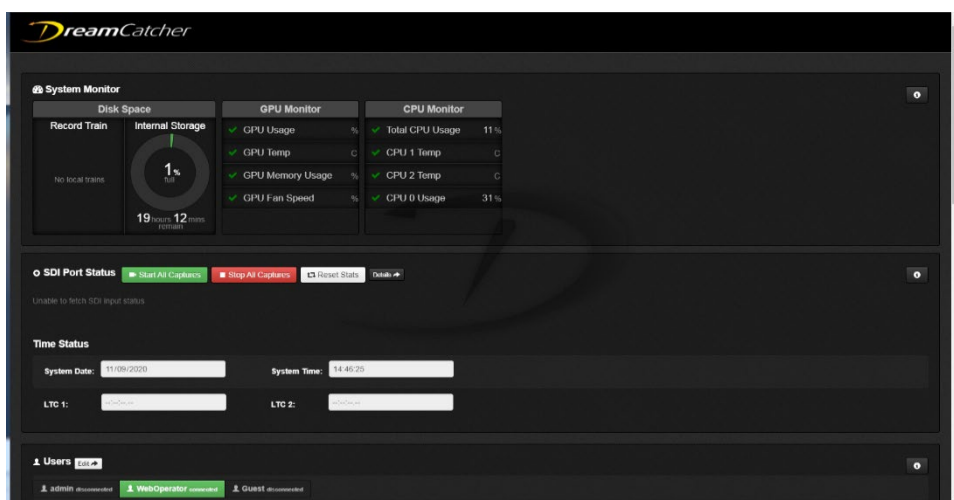 DreamCatcher
System Monitor
Disk Space
Record Train
Internal Storage
No local trains
1%
full
19 hours 12 mins
remain
GPU Monitor
GPU Usage %
GPU Temp C
GPU Memory Usage %
GPU Fan Speed %
CPU Monitor
Total CPU Usage 11 %
CPU 1 Temp C
CPU 2 Temp C
CPU 0 Usage 31 %
SDI Port Status Start All Captures Stop All Captures Reset Stats Details
Unable to fetch SDI input status
Time Status
System Date: 11/09/2020 System Time: 14:46:25
LTC 1: --:--:--.-- LTC 2: --:--:--.--
Users Edit
admin disconnected WebOperator connected Guest disconnected